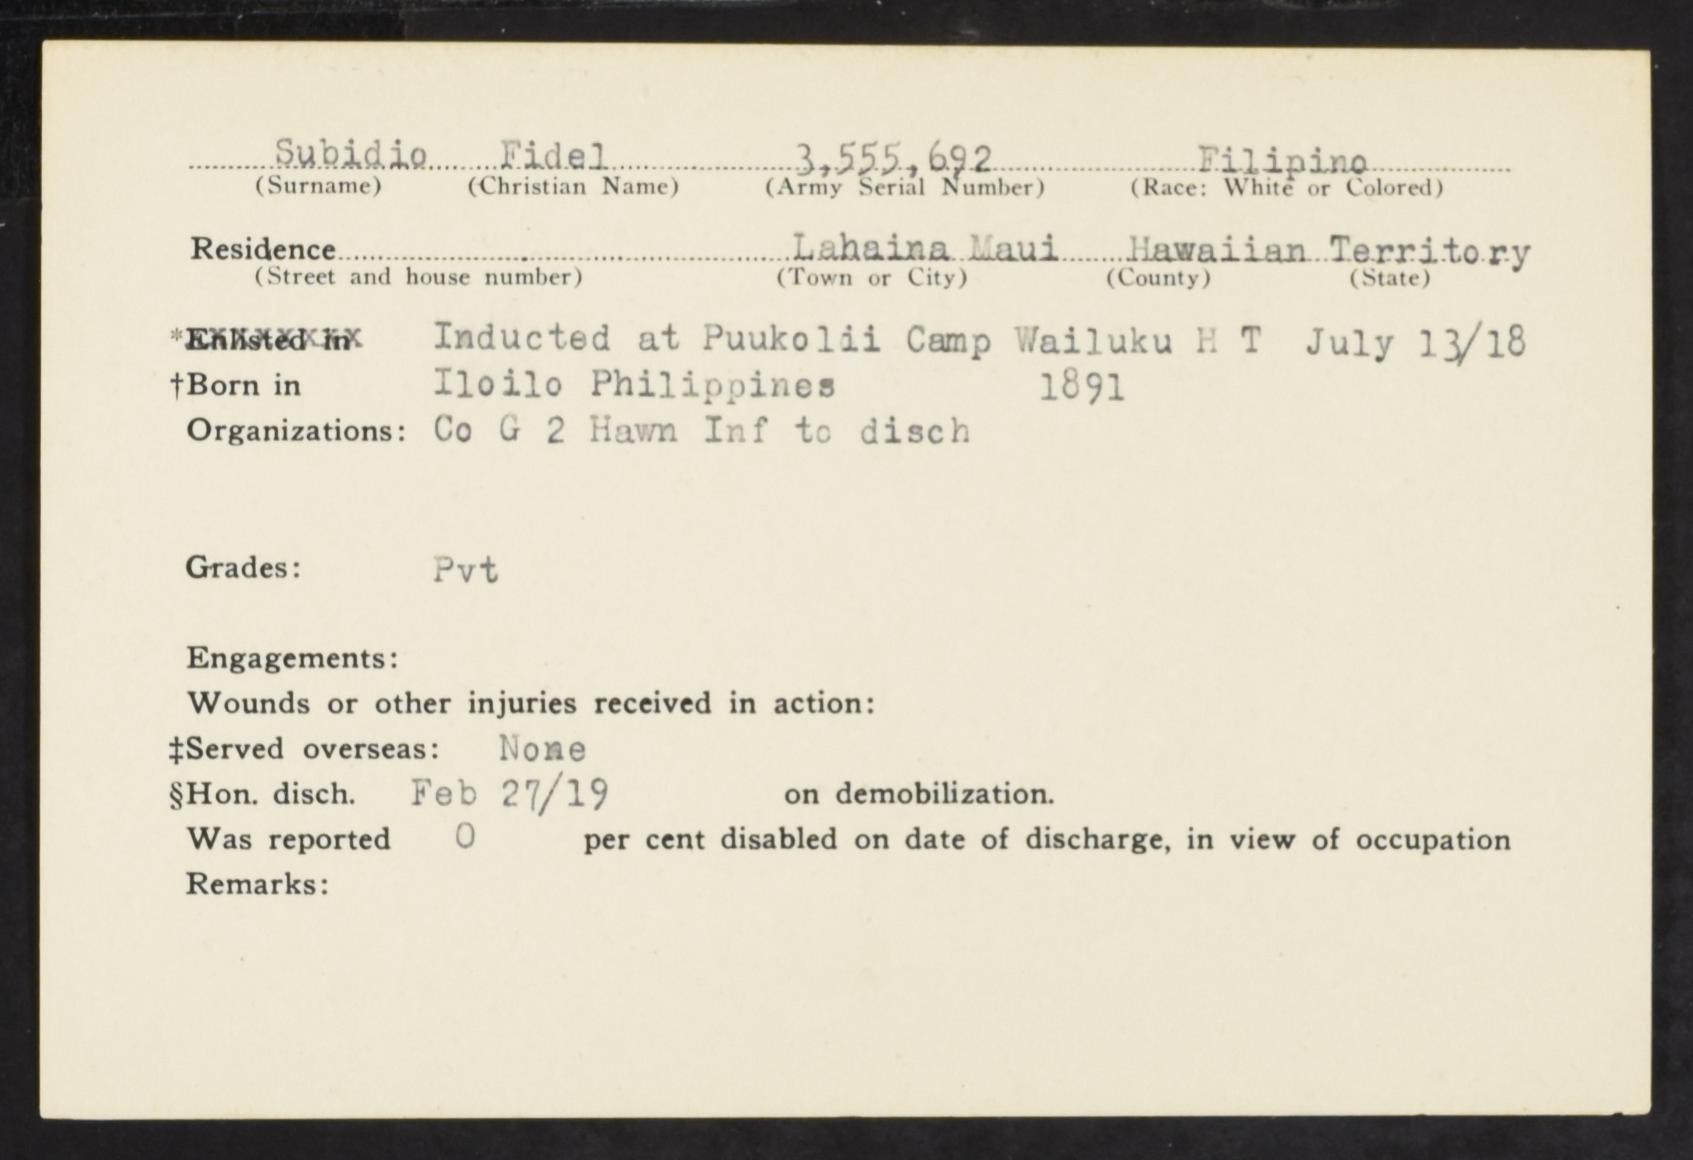 Subidio Fidel 3,555,692 Filipino
(Surname) (Christian Name) (Army Serial Number) (Race: White or Colored)
Residence Lahaina Maui Hawaiian Territory
(Street and house number) (Town or City) (County) (State)
*Enlisted in Inducted at Puukolii Camp Wailuku H T July 13/18
†Born in Iloilo Philippines 1891
Organizations: Co G 2 Hawn Inf to disch
Grades: Pvt
Engagements:
Wounds or other injuries received in action:
‡Served overseas: None
§Hon. disch. Feb 27/19 on demobilization.
Was reported 0 per cent disabled on date of discharge, in view of occupation
Remarks: